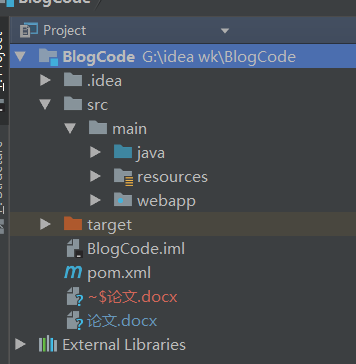 BlogCode
Project
BlogCode G:\idea wk\BlogCode
.idea
src
main
java
resources
webapp
target
BlogCode.iml
pom.xml
~$论文.docx
论文.docx
External Libraries